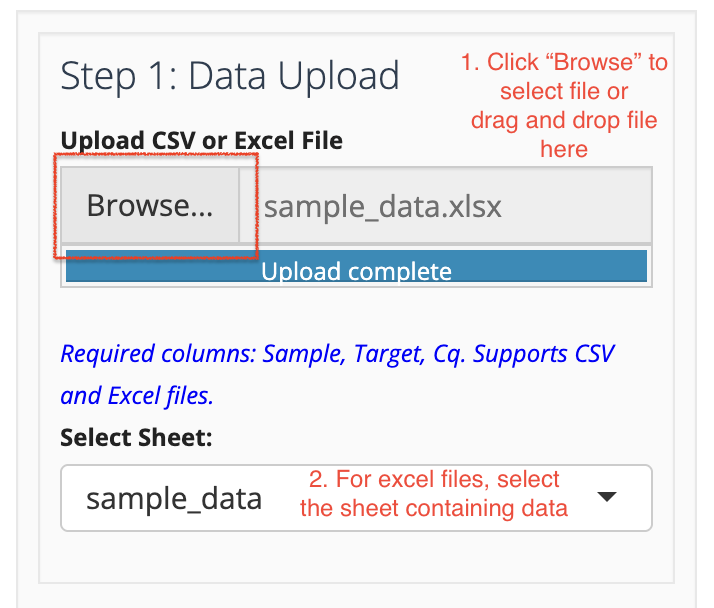 Step 1: Data Upload
1. Click “Browse” to
select file or
drag and drop file
here
Upload CSV or Excel File
Browse...
sample_data.xlsx
Upload complete
Required columns: Sample, Target, Cq. Supports CSV
and Excel files.
Select Sheet:
sample_data
2. For excel files, select
the sheet containing data